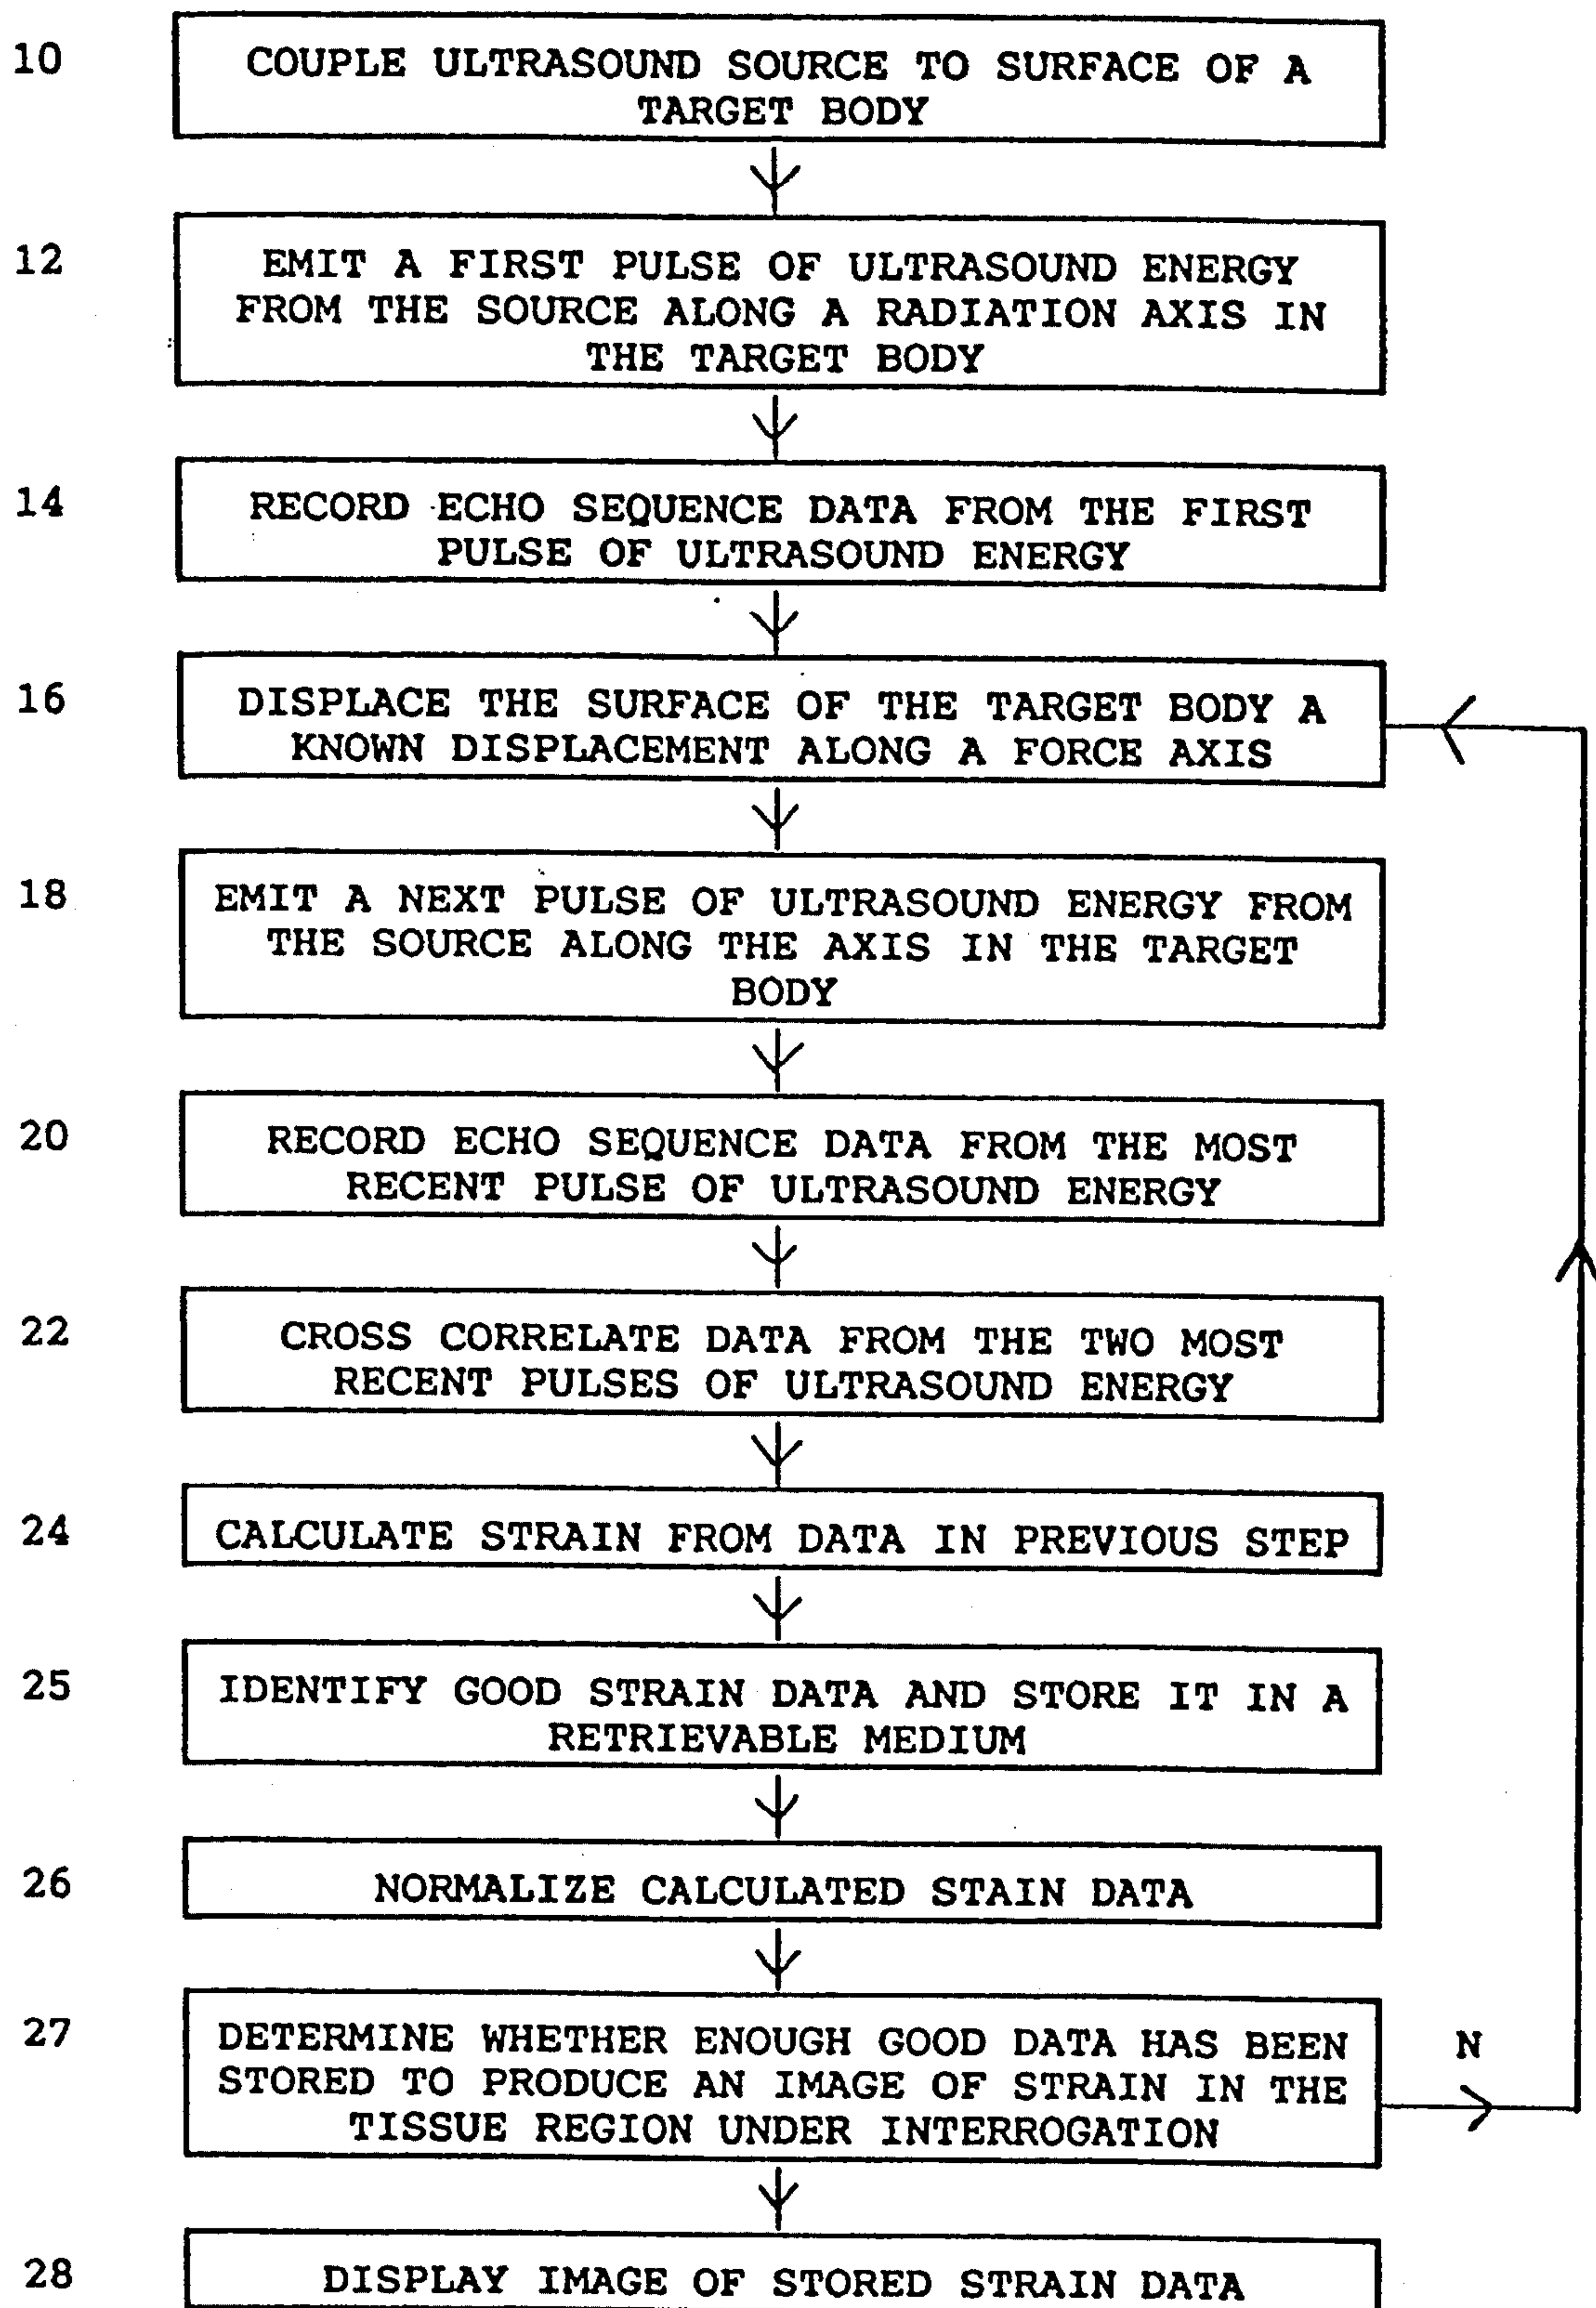 10
COUPLE ULTRASOUND SOURCE TO SURFACE OF A
TARGET BODY
12
EMIT A FIRST PULSE OF ULTRASOUND ENERGY
FROM THE SOURCE ALONG A RADIATION AXIS IN
THE TARGET BODY
14
RECORD ECHO SEQUENCE DATA FROM THE FIRST
PULSE OF ULTRASOUND ENERGY
16
DISPLACE THE SURFACE OF THE TARGET BODY A
KNOWN DISPLACEMENT ALONG A FORCE AXIS
18
EMIT A NEXT PULSE OF ULTRASOUND ENERGY FROM
THE SOURCE ALONG THE AXIS IN THE TARGET
BODY
20
RECORD ECHO SEQUENCE DATA FROM THE MOST
RECENT PULSE OF ULTRASOUND ENERGY
22
CROSS CORRELATE DATA FROM THE TWO MOST
RECENT PULSES OF ULTRASOUND ENERGY
24
CALCULATE STRAIN FROM DATA IN PREVIOUS STEP
25
IDENTIFY GOOD STRAIN DATA AND STORE IT IN A
RETRIEVABLE MEDIUM
26
NORMALIZE CALCULATED STAIN DATA
27
DETERMINE WHETHER ENOUGH GOOD DATA HAS BEEN
STORED TO PRODUCE AN IMAGE OF STRAIN IN THE
TISSUE REGION UNDER INTERROGATION
N
28
DISPLAY IMAGE OF STORED STRAIN DATA